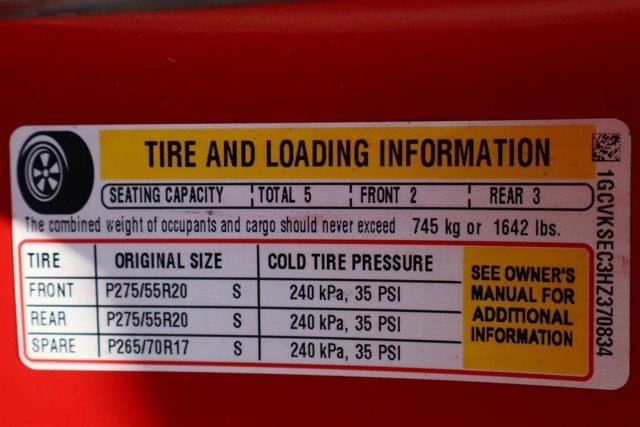 TIRE AND LOADING INFORMATION
SEATING CAPACITY TOTAL 5 FRONT 2 REAR 3
The combined weight of occupants and cargo should never exceed 745 kg or 1642 lbs.
TIRE ORIGINAL SIZE COLD TIRE PRESSURE
FRONT P275/55R20 S 240 kPa, 35 PSI
REAR P275/55R20 S 240 kPa, 35 PSI
SPARE P265/70R17 S 240 kPa, 35 PSI
SEE OWNER'S
MANUAL FOR
ADDITIONAL
INFORMATION
1GCVKSEC3HZ370834